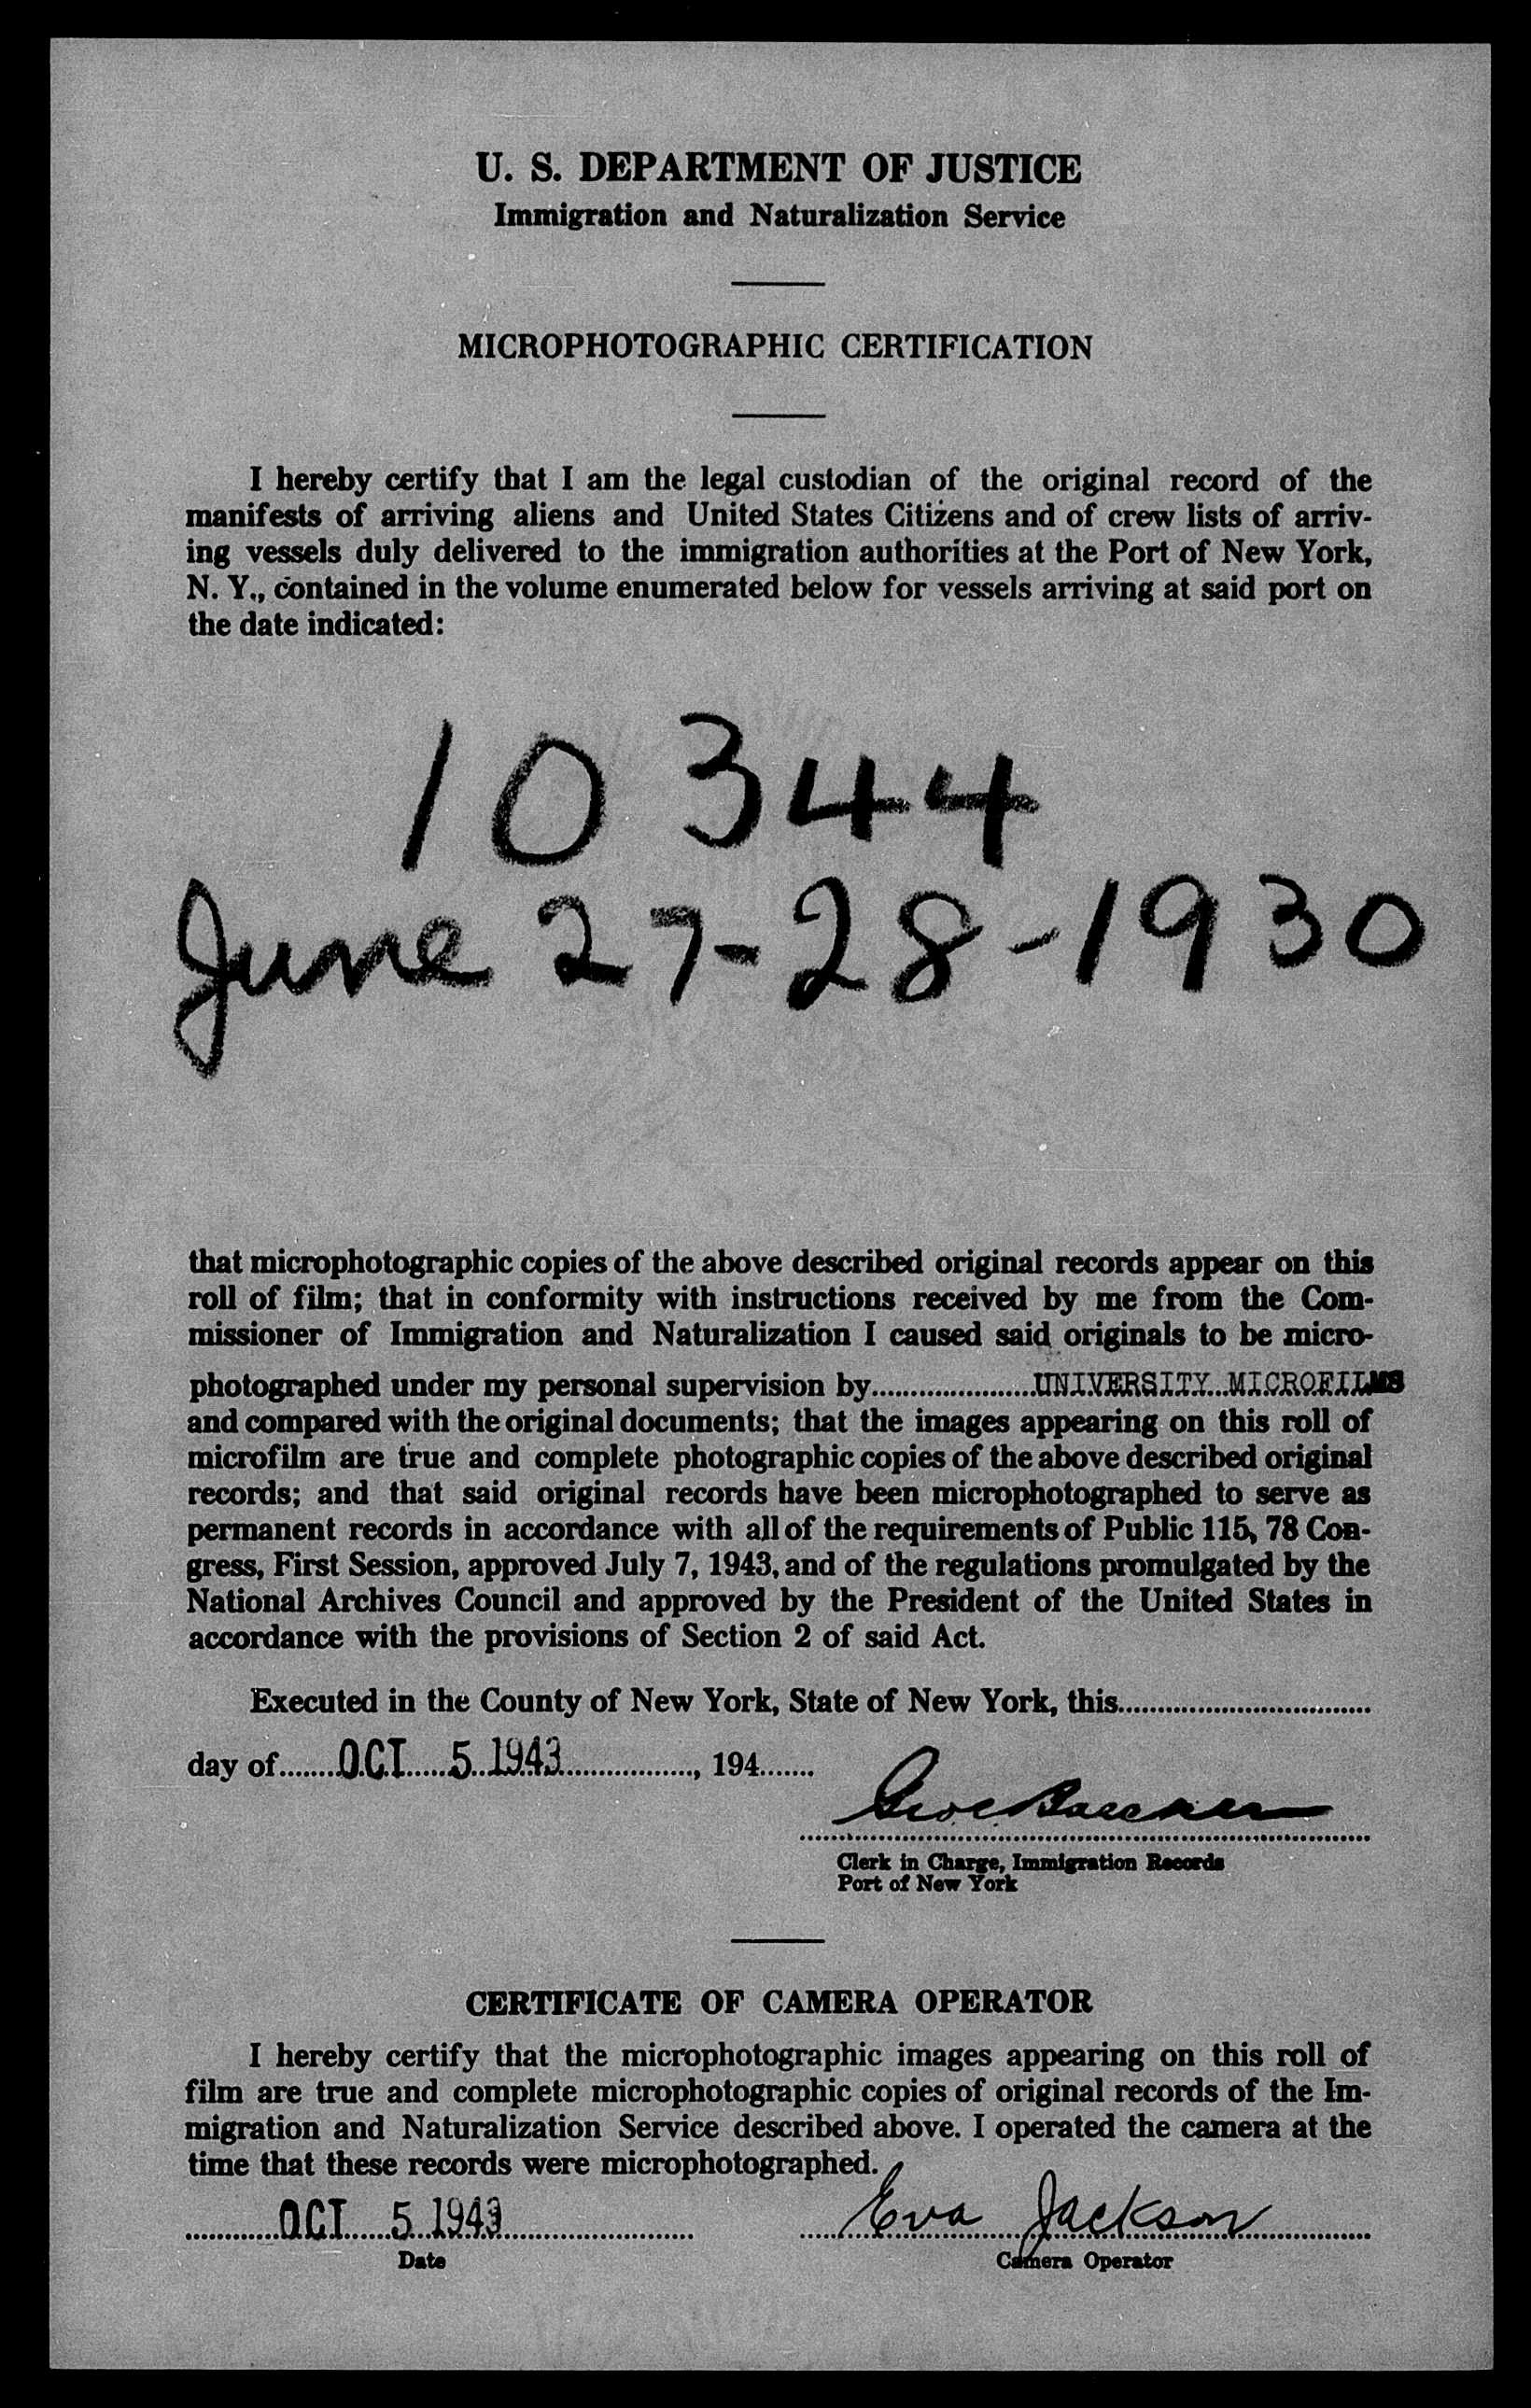 U. S. DEPARTMENT OF JUSTICE
Immigration and Naturalization Service
MICROPHOTOGRAPHIC CERTIFICATION
I hereby certify that I am the legal custodian of the original record of the
manifests of arriving aliens and United States Citizens and of crew lists of arriv-
ing vessels duly delivered to the immigration authorities at the Port of New York,
N. Y., contained in the volume enumerated below for vessels arriving at said port on
the date indicated:
10344
June 27-28-1930
that microphotographic copies of the above described original records appear on this
roll of film; that in conformity with instructions received by me from the Com-
missioner of Immigration and Naturalization I caused said originals to be micro-
photographed under my personal supervision by UNIVERSITY MICROFILMS
and compared with the original documents; that the images appearing on this roll of
microfilm are true and complete photographic copies of the above described original
records; and that said original records have been microphotographed to serve as
permanent records in accordance with all of the requirements of Public 115, 78 Con-
gress, First Session, approved July 7, 1943, and of the regulations promulgated by the
National Archives Council and approved by the President of the United States in
accordance with the provisions of Section 2 of said Act.
Executed in the County of New York, State of New York, this
day of OCT 5 1943, 194
Clerk in Charge, Immigration Records
Port of New York
CERTIFICATE OF CAMERA OPERATOR
I hereby certify that the microphotographic images appearing on this roll of
film are true and complete microphotographic copies of original records of the Im-
migration and Naturalization Service described above. I operated the camera at the
time that these records were microphotographed.
OCT 5 1943 Eva Jackson
Date Camera Operator